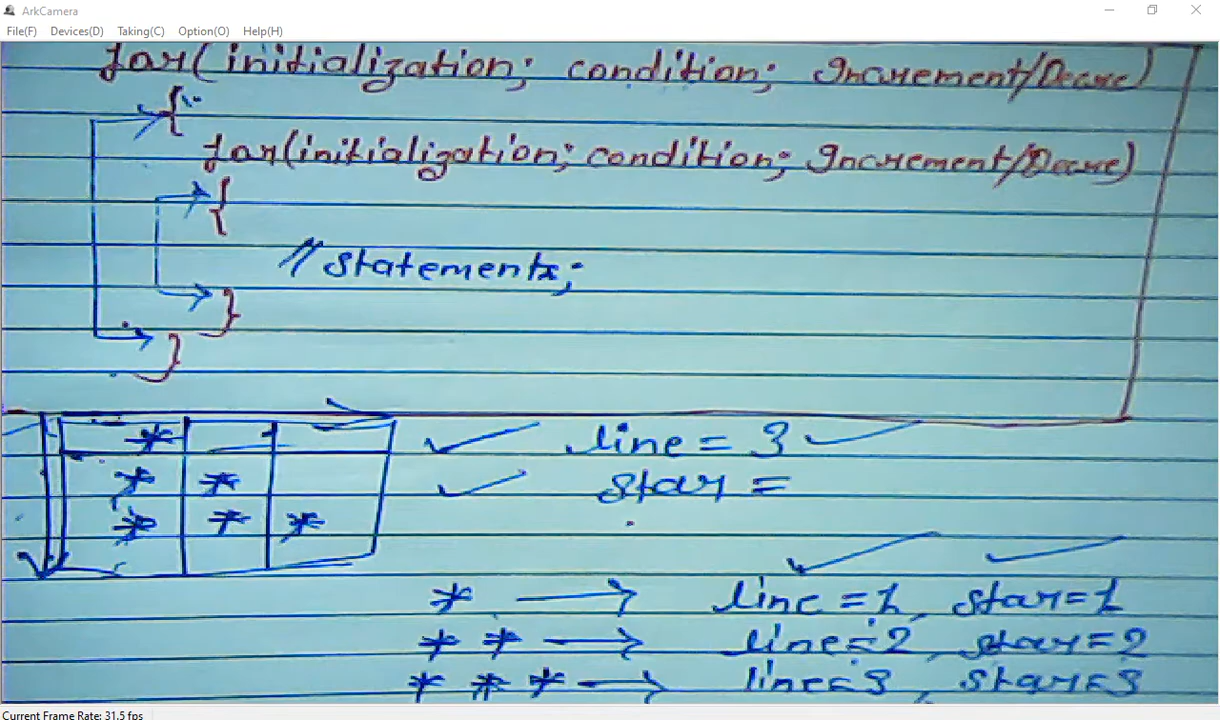 ArkCamera
File(F) Devices(D) Taking(C) Option(O) Help(H)
for(initialization; condition; Increment/Decre)
{
for(initialization; condition; Increment/Decre)
{
// statements;
}
}
* line = 3
* * star =
* * *
* → line = 1, star = 1
* * → line = 2, star = 2
* * * → line = 3, star = 3
Current Frame Rate: 31.5 fps